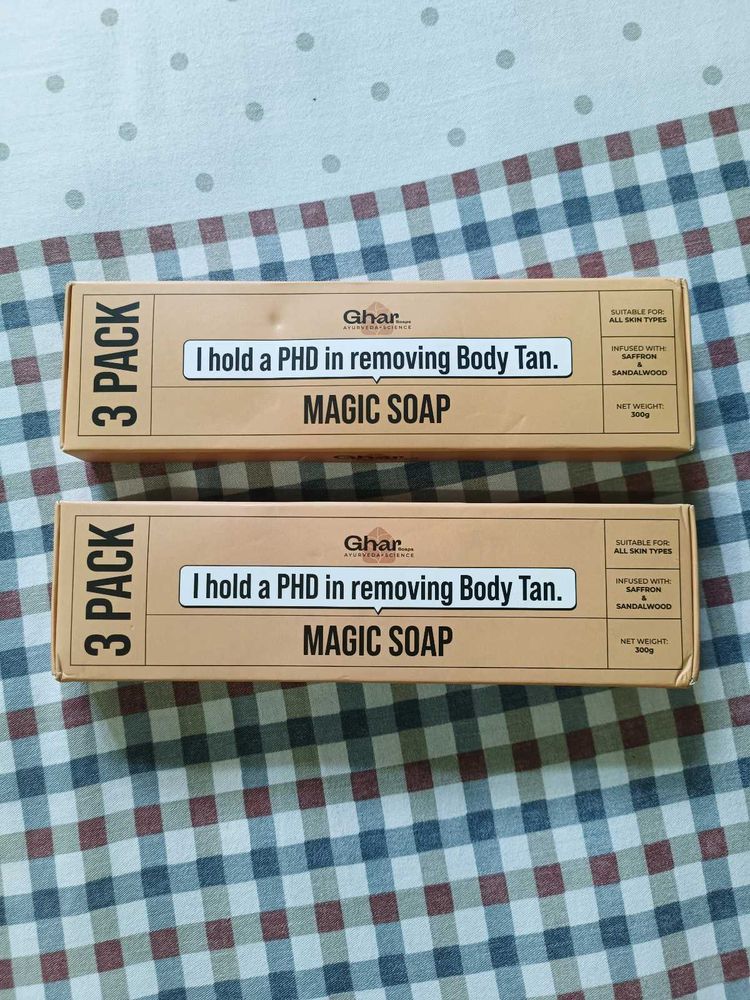 3 PACK
Ghar
Soaps
AYURVEDA+SCIENCE
I hold a PHD in removing Body Tan.
MAGIC SOAP
SUITABLE FOR:
ALL SKIN TYPES
INFUSED WITH:
SAFFRON
&
SANDALWOOD
NET WEIGHT:
300g
3 PACK
Ghar
Soaps
AYURVEDA+SCIENCE
I hold a PHD in removing Body Tan.
MAGIC SOAP
SUITABLE FOR:
ALL SKIN TYPES
INFUSED WITH:
SAFFRON
&
SANDALWOOD
NET WEIGHT:
300g